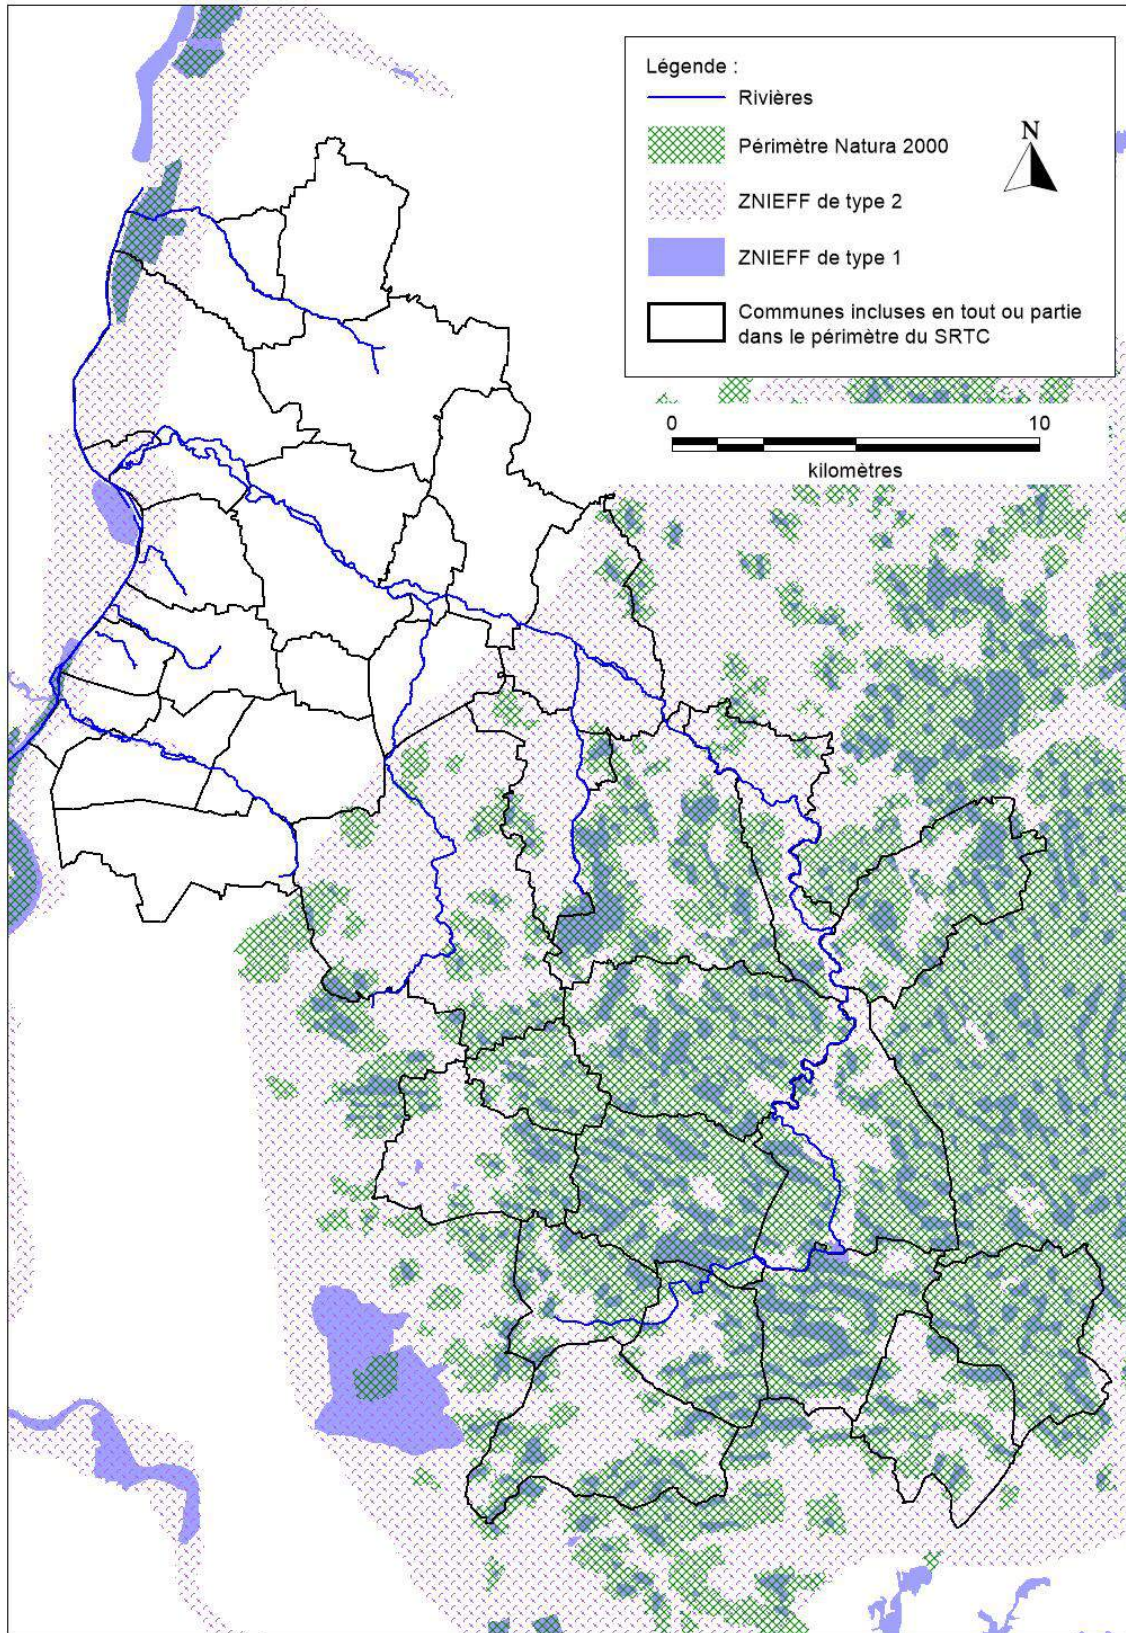 Légende :
Rivières
Périmètre Natura 2000
ZNIEFF de type 2
ZNIEFF de type 1
Communes incluses en tout ou partie
dans le périmètre du SRTC
N
0 10
kilomètres